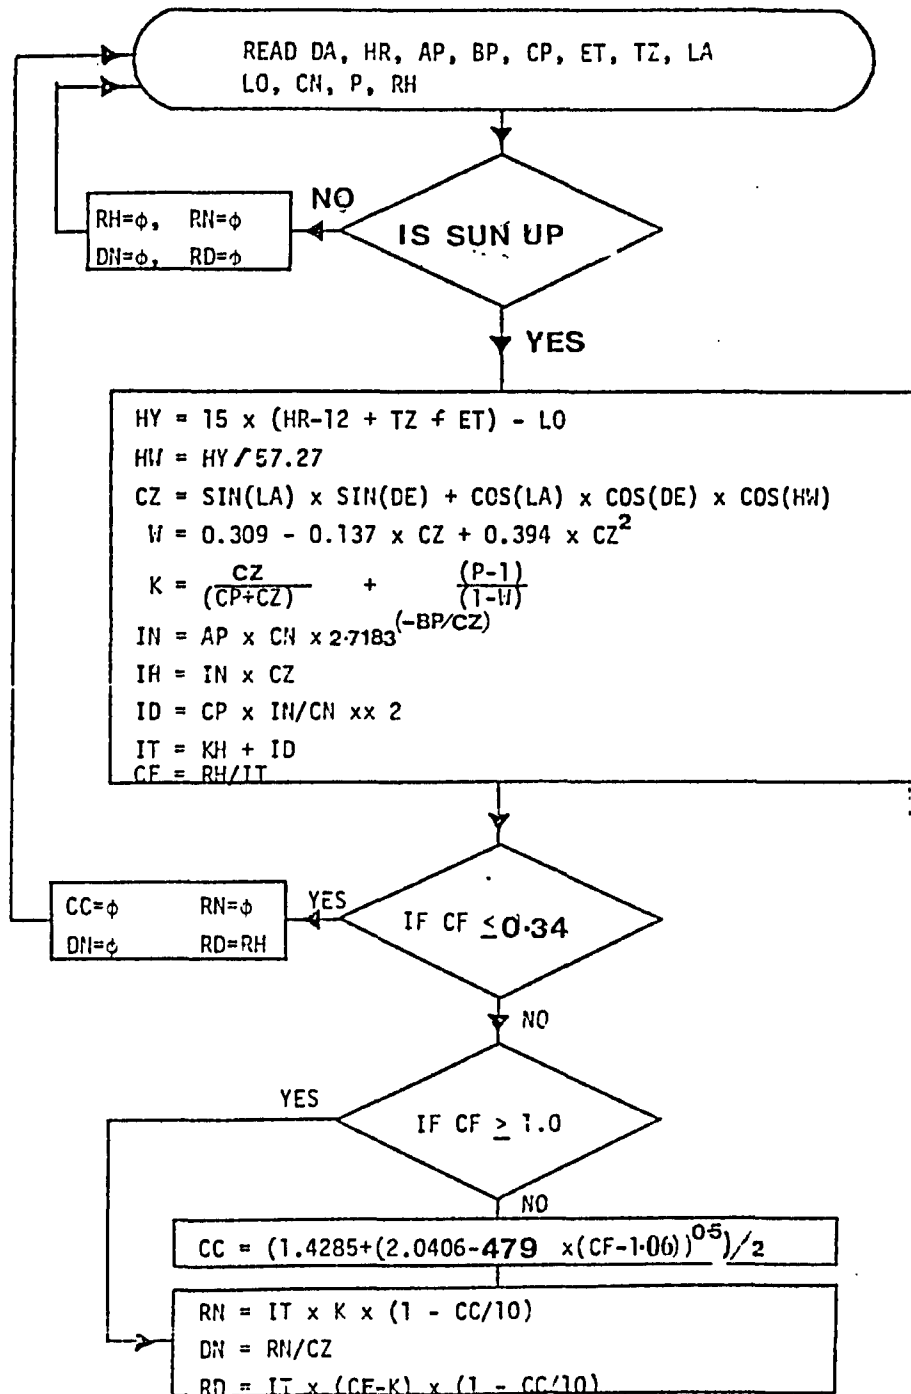 READ DA, HR, AP, BP, CP, ET, TZ, LA
LO, CN, P, RH
NO
RH=ϕ, RN=ϕ
DN=ϕ, RD=ϕ
IS SUN UP
YES
HY = 15 x (HR-12 + TZ + ET) - LO
HW = HY/57.27
CZ = SIN(LA) x SIN(DE) + COS(LA) x COS(DE) x COS(HW)
W = 0.309 - 0.137 x CZ + 0.394 x CZ²
K = CZ/(CP+CZ) + (P-1)/(1-W)
IN = AP x CN x 2.7183^(-BP/CZ)
IH = IN x CZ
ID = CP x IN/CN xx 2
IT = KH + ID
CF = RH/IT
CC=ϕ RN=ϕ
DN=ϕ RD=RH
YES
IF CF ≤0.34
NO
YES
IF CF ≥ 1.0
NO
CC = (1.4285+(2.0406-479 x(CF-1.06))^0.5)/2
RN = IT x K x (1 - CC/10)
DN = RN/CZ
RD = IT x (CF-K) x (1 - CC/10)